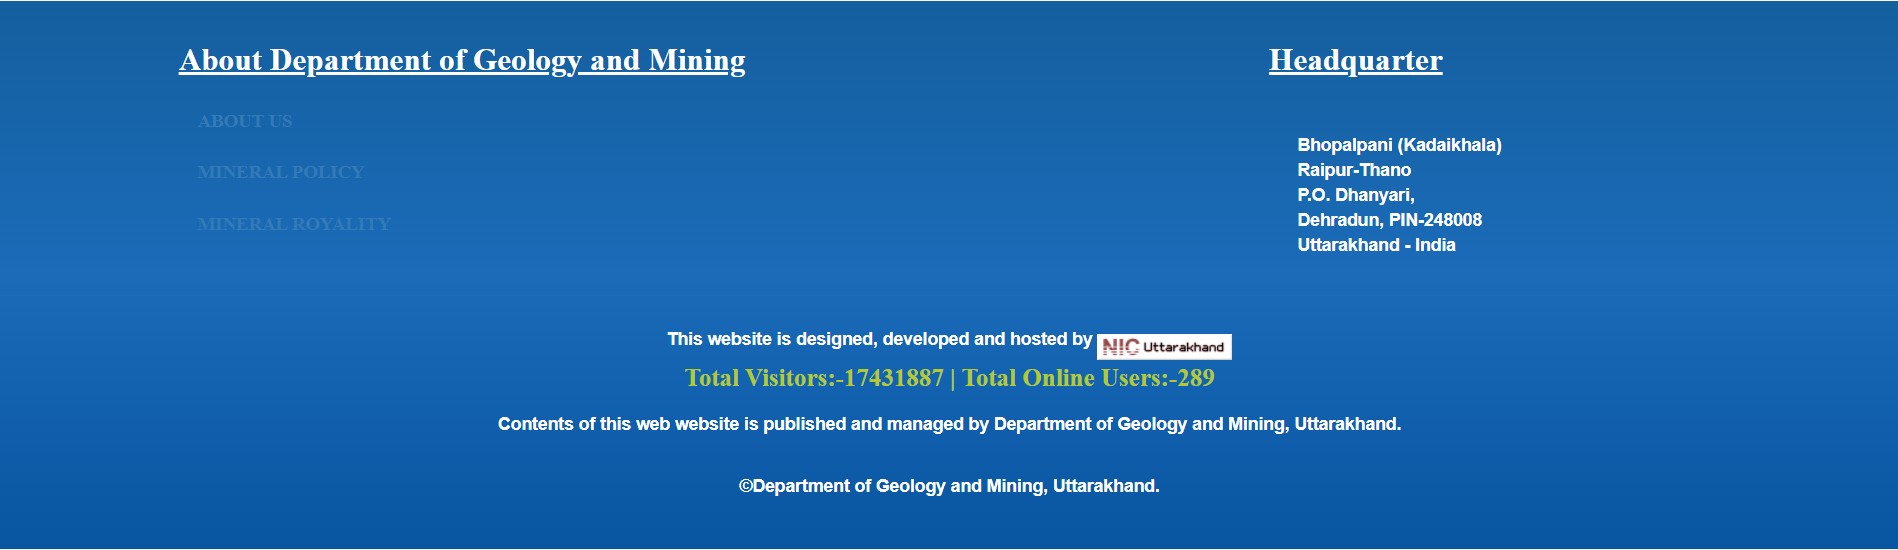 About Department of Geology and Mining
ABOUT US
MINERAL POLICY
MINERAL ROYALITY
Headquarter
Bhopalpani (Kadaikhala)
Raipur-Thano
P.O. Dhanyari,
Dehradun, PIN-248008
Uttarakhand - India
This website is designed, developed and hosted by NIC Uttarakhand
Total Visitors:-17431887 | Total Online Users:-289
Contents of this web website is published and managed by Department of Geology and Mining, Uttarakhand.
©Department of Geology and Mining, Uttarakhand.